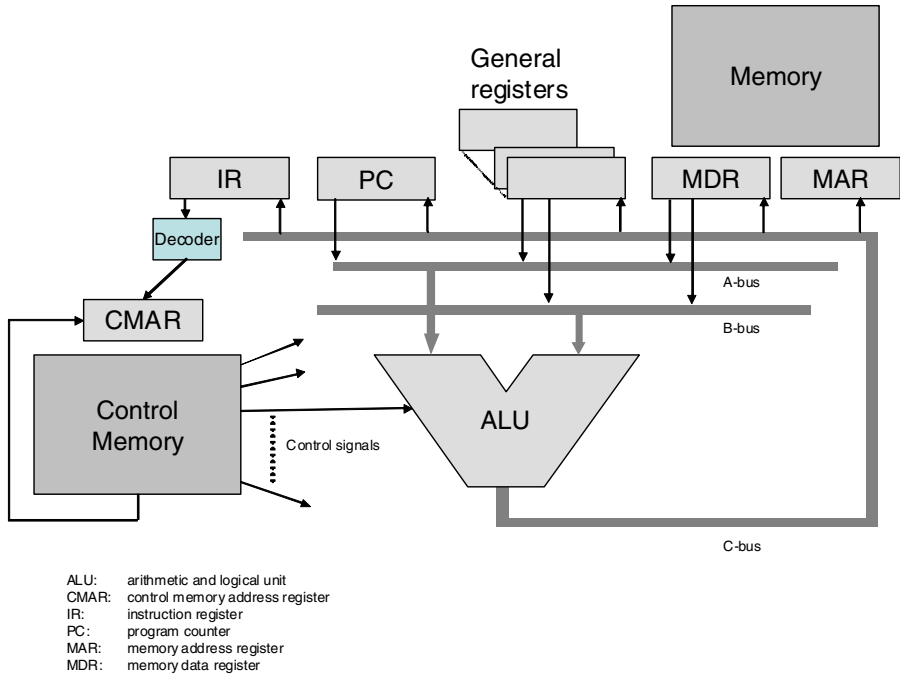 General
registers
Memory
IR
PC
MDR
MAR
Decoder
A-bus
CMAR
B-bus
Control
Memory
ALU
Control signals
C-bus
ALU: arithmetic and logical unit
CMAR: control memory address register
IR: instruction register
PC: program counter
MAR: memory address register
MDR: memory data register